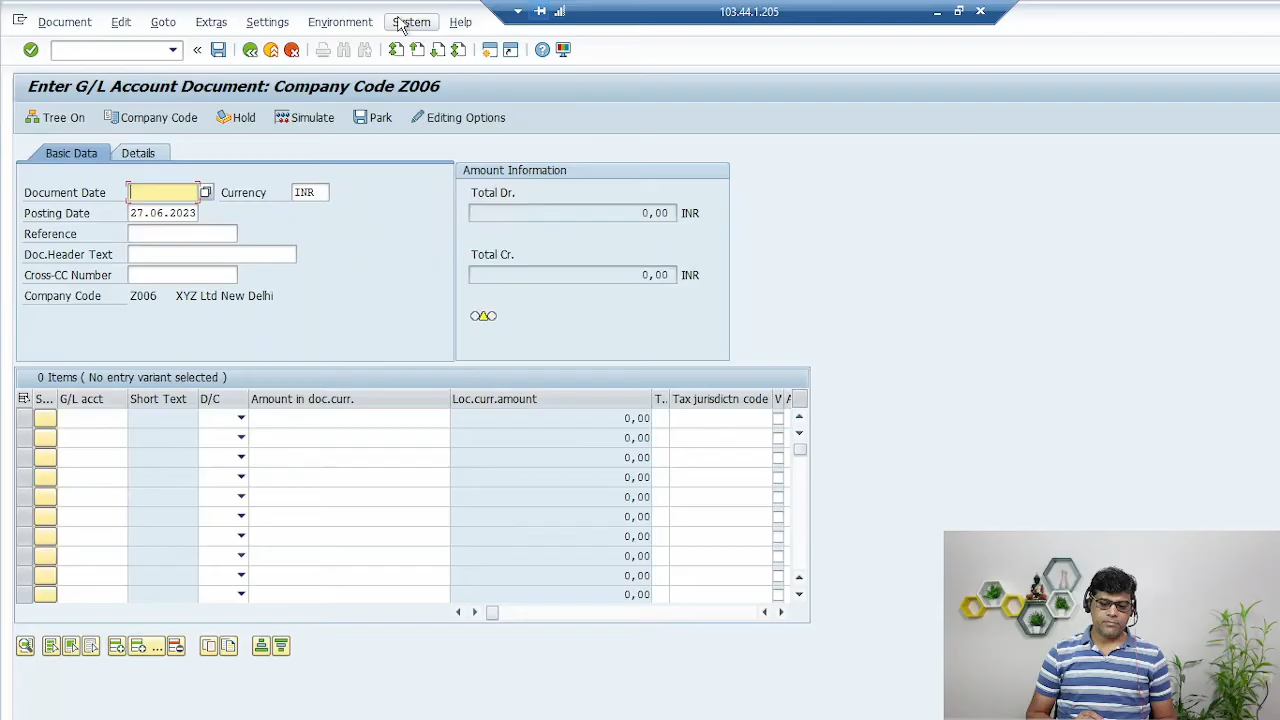 Document Edit Goto Extras Settings Environment System Help
103.44.1.205
Enter G/L Account Document: Company Code Z006
Tree On Company Code Hold Simulate Park Editing Options
Basic Data Details
Amount Information
Document Date Currency INR
Posting Date 27.06.2023
Reference
Doc.Header Text
Cross-CC Number
Company Code Z006 XYZ Ltd New Delhi
Total Dr.
0,00 INR
Total Cr.
0,00 INR
0 Items ( No entry variant selected )
S... G/L acct Short Text D/C Amount in doc.curr. Loc.curr.amount T.. Tax jurisdictn code V A
0,00
0,00
0,00
0,00
0,00
0,00
0,00
0,00
0,00
0,00